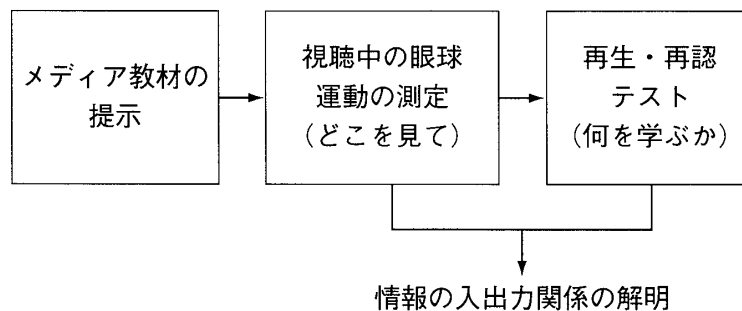 メディア教材の
提示
視聴中の眼球
運動の測定
(どこを見て)
再生・再認
テスト
(何を学ぶか)
情報の入出力関係の解明